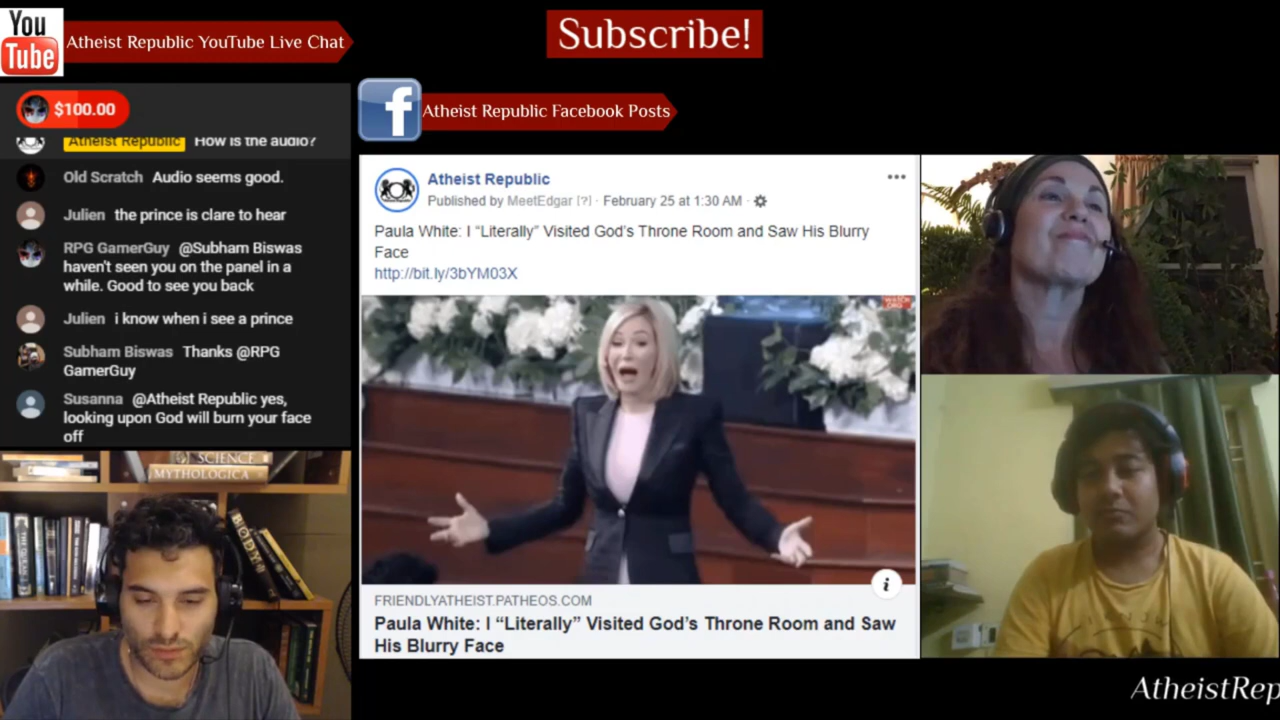 You
Tube
Atheist Republic YouTube Live Chat
Subscribe!
$100.00
Atheist Republic How is the audio?
Old Scratch Audio seems good.
Julien the prince is clare to hear
RPG GamerGuy @Subham Biswas
haven't seen you on the panel in a
while. Good to see you back
Julien i know when i see a prince
Subham Biswas Thanks @RPG
GamerGuy
Susanna @Atheist Republic yes,
looking upon God will burn your face
off
f
Atheist Republic Facebook Posts
Atheist Republic
Published by MeetEdgar [?] · February 25 at 1:30 AM ·
Paula White: I “Literally” Visited God’s Throne Room and Saw His Blurry
Face
http://bit.ly/3bYM03X
WATCH
.ORG
i
FRIENDLYATHEIST.PATHEOS.COM
Paula White: I “Literally” Visited God’s Throne Room and Saw
His Blurry Face
SCIENCE
MYTHOLOGICA
BODY
AtheistRep